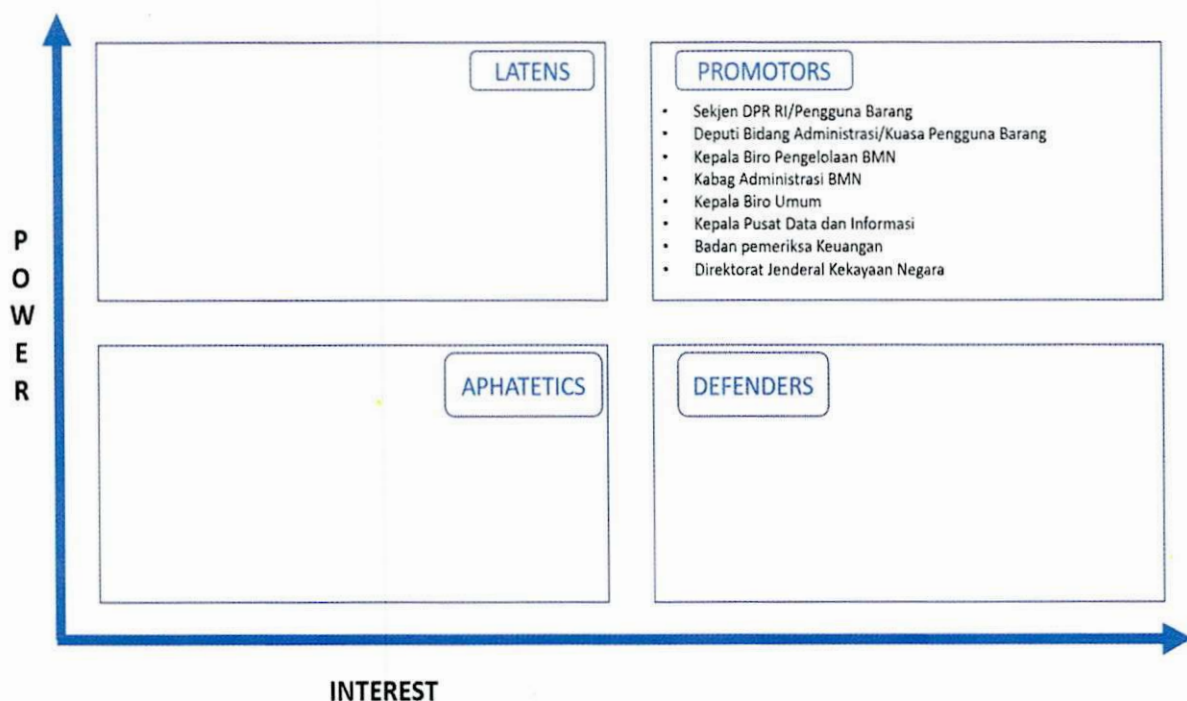 LATENS
PROMOTORS
• Sekjen DPR RI/Pengguna Barang
• Deputi Bidang Administrasi/Kuasa Pengguna Barang
• Kepala Biro Pengelolaan BMN
• Kabag Administrasi BMN
• Kepala Biro Umum
• Kepala Pusat Data dan Informasi
• Badan pemeriksa Keuangan
• Direktorat Jenderal Kekayaan Negara
POWER
APHATETICS
DEFENDERS
INTEREST